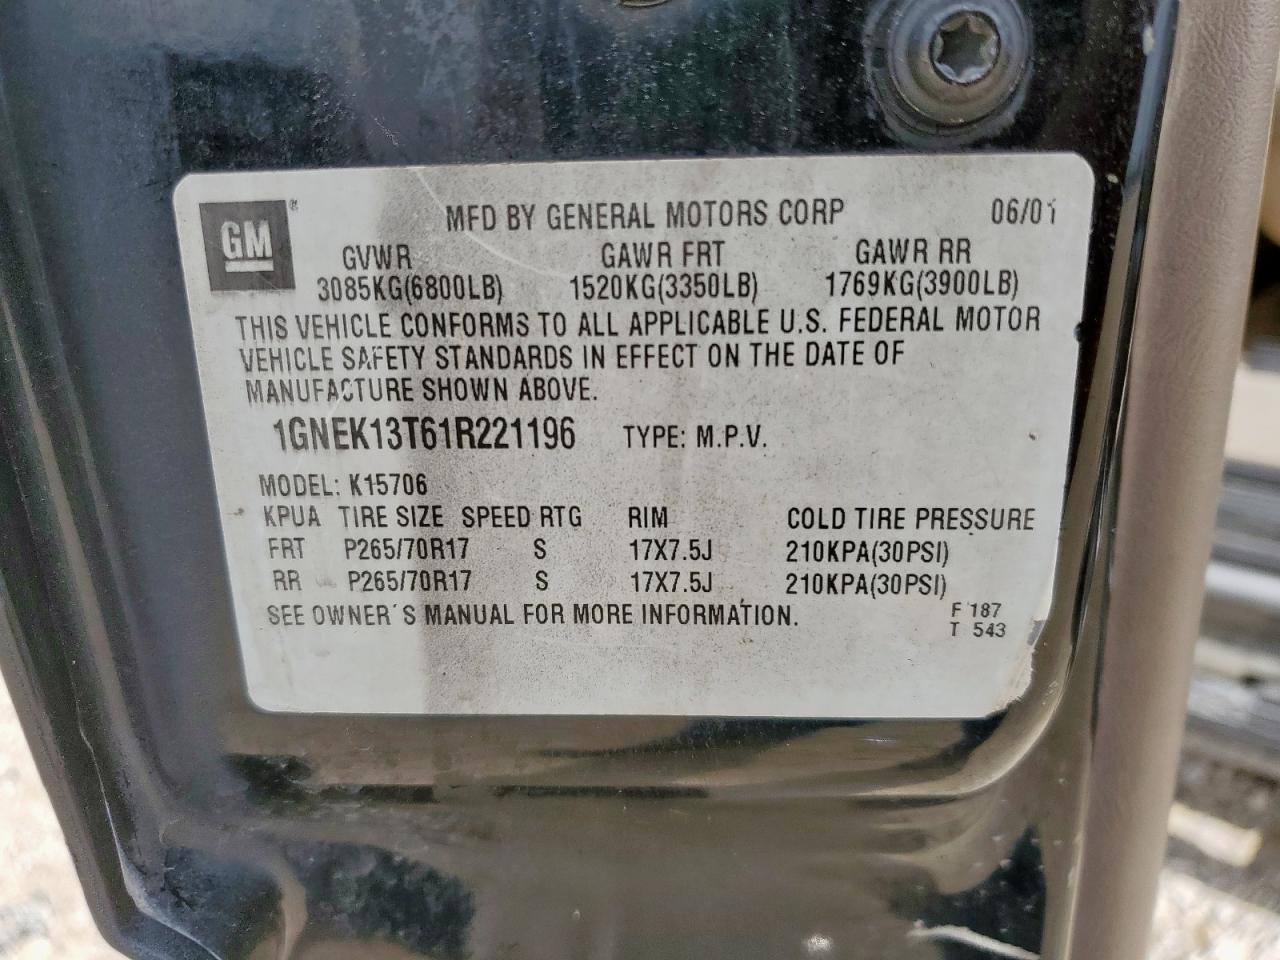 GM®
MFD BY GENERAL MOTORS CORP 06/01
GVWR GAWR FRT GAWR RR
3085KG(6800LB) 1520KG(3350LB) 1769KG(3900LB)
THIS VEHICLE CONFORMS TO ALL APPLICABLE U.S. FEDERAL MOTOR
VEHICLE SAFETY STANDARDS IN EFFECT ON THE DATE OF
MANUFACTURE SHOWN ABOVE.
1GNEK13T61R221196 TYPE: M.P.V.
MODEL: K15706
KPUA TIRE SIZE SPEED RTG RIM COLD TIRE PRESSURE
FRT P265/70R17 S 17X7.5J 210KPA(30PSI)
RR P265/70R17 S 17X7.5J 210KPA(30PSI)
SEE OWNER'S MANUAL FOR MORE INFORMATION.
F 187
T 543